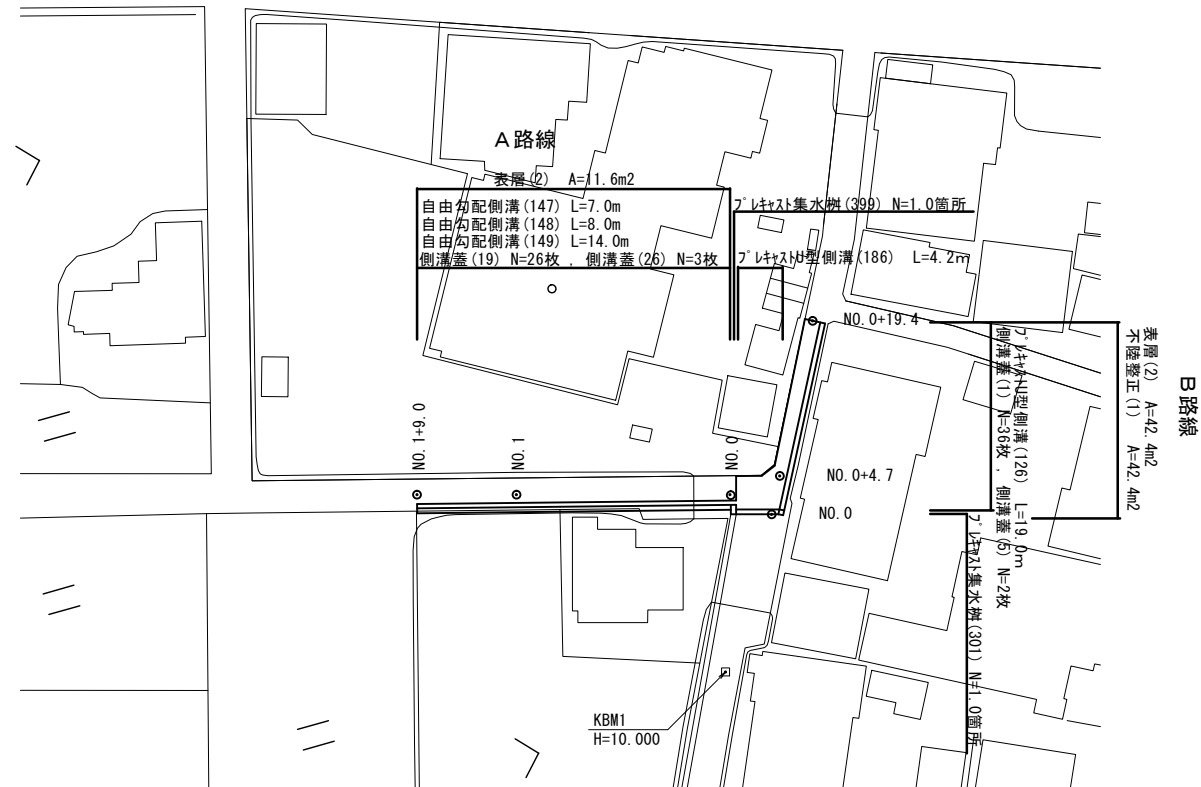 A路線
表層(2) A=11.6m2
自由勾配側溝(147) L=7.0m
自由勾配側溝(148) L=8.0m
自由勾配側溝(149) L=14.0m
側溝蓋(19) N=26枚 , 側溝蓋(26) N=3枚
プレキャスト集水桝(399) N=1.0箇所
プレキャストU型側溝(186) L=4.2m
NO.0+19.4
NO.0+4.7
NO.0
NO.1+9.0
NO.1
NO.0
KBM1
H=10.000
B路線
表層(2) A=42.4m2
不陸整正(1) A=42.4m2
プレキャストU型側溝(126) L=19.0m
側溝蓋(1) N=36枚 , 側溝蓋(5) N=2枚
プレキャスト集水桝(301) N=1.0箇所